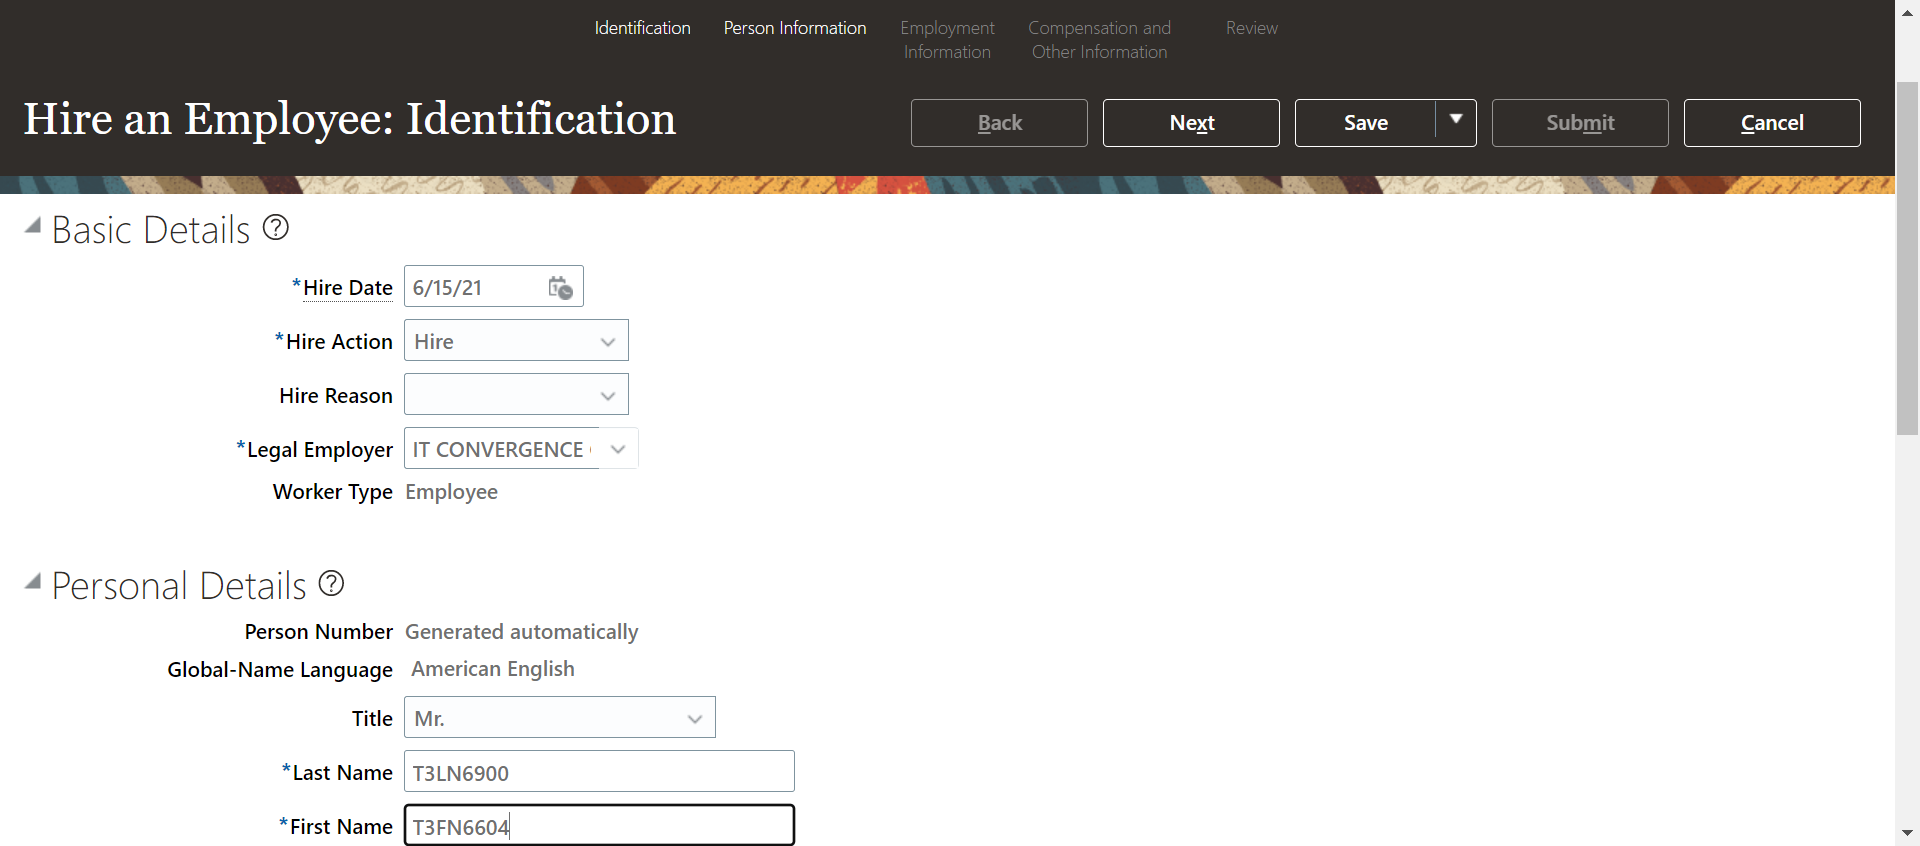 Identification
Person Information
Employment
Information
Compensation and
Other Information
Review
Hire an Employee: Identification
Back
Next
Save
Submit
Cancel
Basic Details
*Hire Date 6/15/21
*Hire Action Hire
Hire Reason
*Legal Employer IT CONVERGENCE
Worker Type Employee
Personal Details
Person Number Generated automatically
Global-Name Language American English
Title Mr.
*Last Name T3LN6900
*First Name T3FN6604